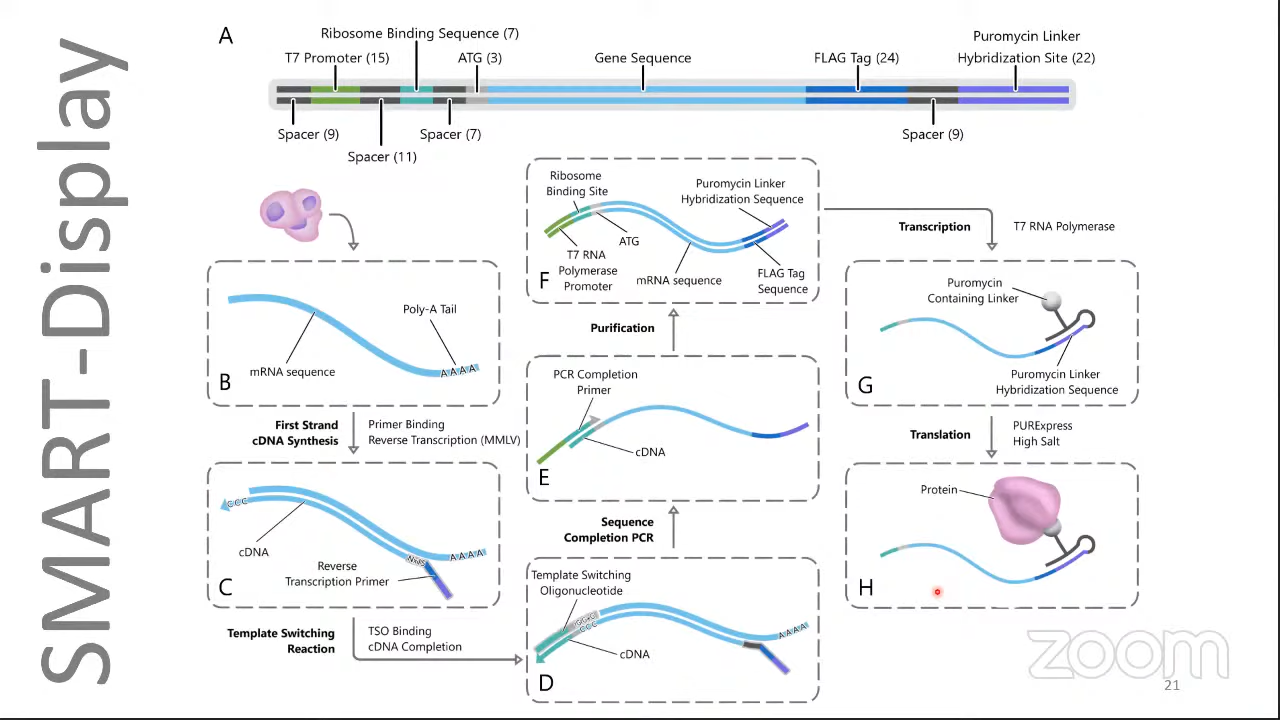 SMART-Display
A
Ribosome Binding Sequence (7)
T7 Promoter (15)
ATG (3)
Gene Sequence
FLAG Tag (24)
Puromycin Linker
Hybridization Site (22)
Spacer (9)
Spacer (11)
Spacer (7)
Spacer (9)
mRNA sequence
Poly-A Tail
AAAA
B
First Strand
cDNA Synthesis
Primer Binding
Reverse Transcription (MMLV)
CCC
cDNA
AAAA
Reverse
Transcription Primer
C
Template Switching
Reaction
TSO Binding
cDNA Completion
Template Switching
Oligonucleotide
CCC
cDNA
AAAA
D
Sequence
Completion PCR
PCR Completion
Primer
cDNA
E
Purification
Ribosome
Binding Site
Puromycin Linker
Hybridization Sequence
ATG
T7 RNA
Polymerase
Promoter
mRNA sequence
FLAG Tag
Sequence
F
Transcription
T7 RNA Polymerase
Puromycin
Containing Linker
Puromycin Linker
Hybridization Sequence
G
Translation
PURExpress
High Salt
Protein
H
zoom
21